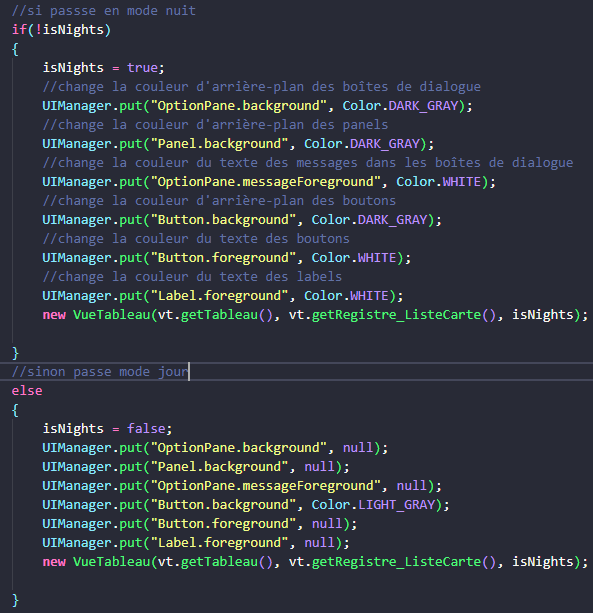 //si passse en mode nuit
if(!isNights)
{
isNights = true;
//change la couleur d'arrière-plan des boîtes de dialogue
UIManager.put("OptionPane.background", Color.DARK_GRAY);
//change la couleur d'arrière-plan des panels
UIManager.put("Panel.background", Color.DARK_GRAY);
//change la couleur du texte des messages dans les boîtes de dialogue
UIManager.put("OptionPane.messageForeground", Color.WHITE);
//change la couleur d'arrière-plan des boutons
UIManager.put("Button.background", Color.DARK_GRAY);
//change la couleur du texte des boutons
UIManager.put("Button.foreground", Color.WHITE);
//change la couleur du texte des labels
UIManager.put("Label.foreground", Color.WHITE);
new VueTableau(vt.getTableau(), vt.getRegistre_ListeCarte(), isNights);
}
//sinon passe mode jour
else
{
isNights = false;
UIManager.put("OptionPane.background", null);
UIManager.put("Panel.background", null);
UIManager.put("OptionPane.messageForeground", null);
UIManager.put("Button.background", Color.LIGHT_GRAY);
UIManager.put("Button.foreground", null);
UIManager.put("Label.foreground", null);
new VueTableau(vt.getTableau(), vt.getRegistre_ListeCarte(), isNights);
}